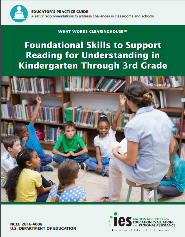 EDUCATOR'S PRACTICE GUIDE
A set of recommendations to address challenges in classrooms and schools
WHAT WORKS CLEARINGHOUSE™
Foundational Skills to Support
Reading for Understanding in
Kindergarten Through 3rd Grade
NCEE 2016-4008
U.S. DEPARTMENT OF EDUCATION
ies
NATIONAL CENTER FOR
EDUCATION EVALUATION
AND REGIONAL ASSISTANCE
Institute of Education Sciences